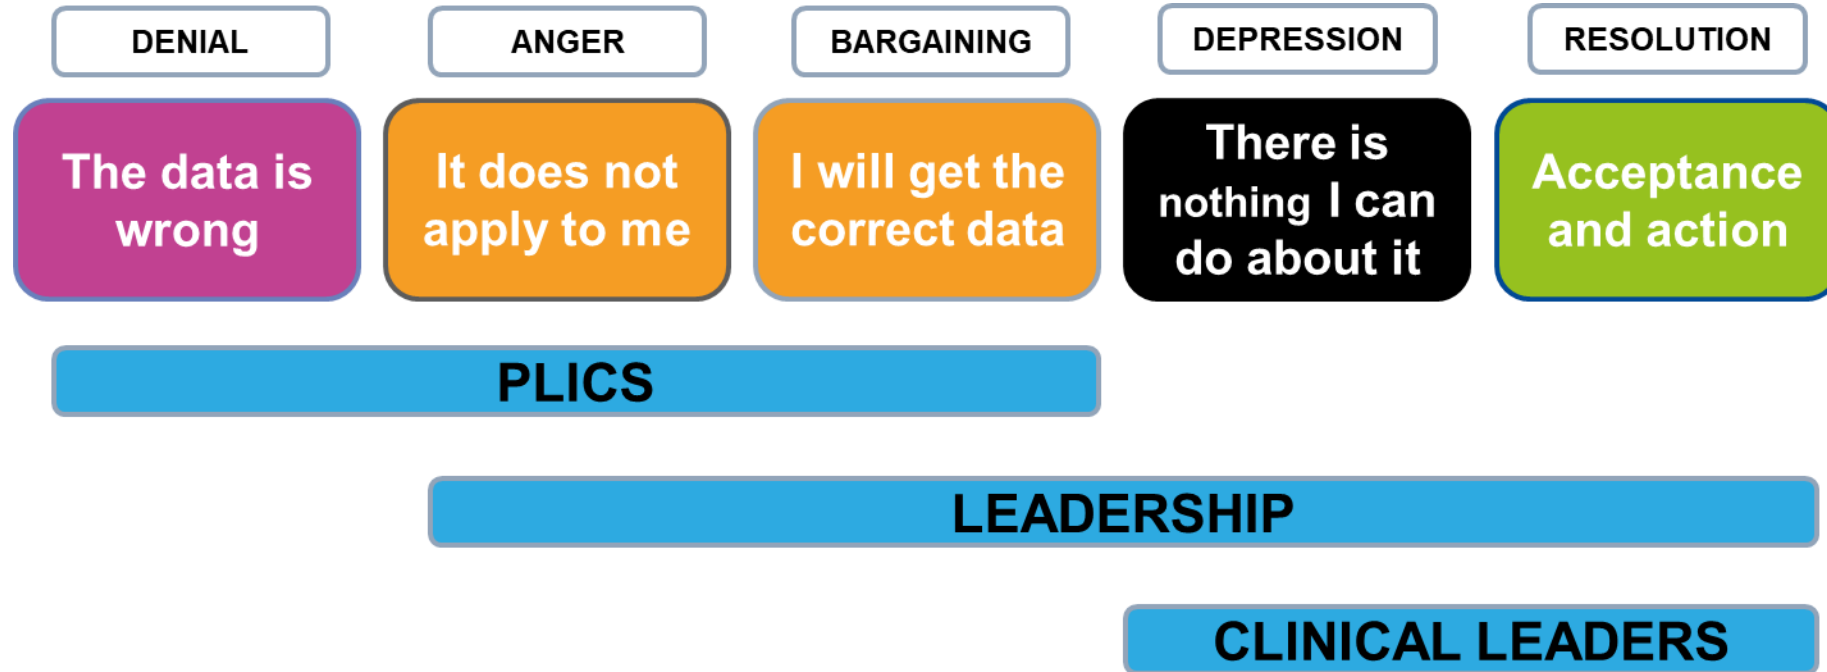 DENIAL
ANGER
BARGAINING
DEPRESSION
RESOLUTION
The data is
wrong
It does not
apply to me
I will get the
correct data
There is
nothing I can
do about it
Acceptance
and action
PLICS
LEADERSHIP
CLINICAL LEADERS